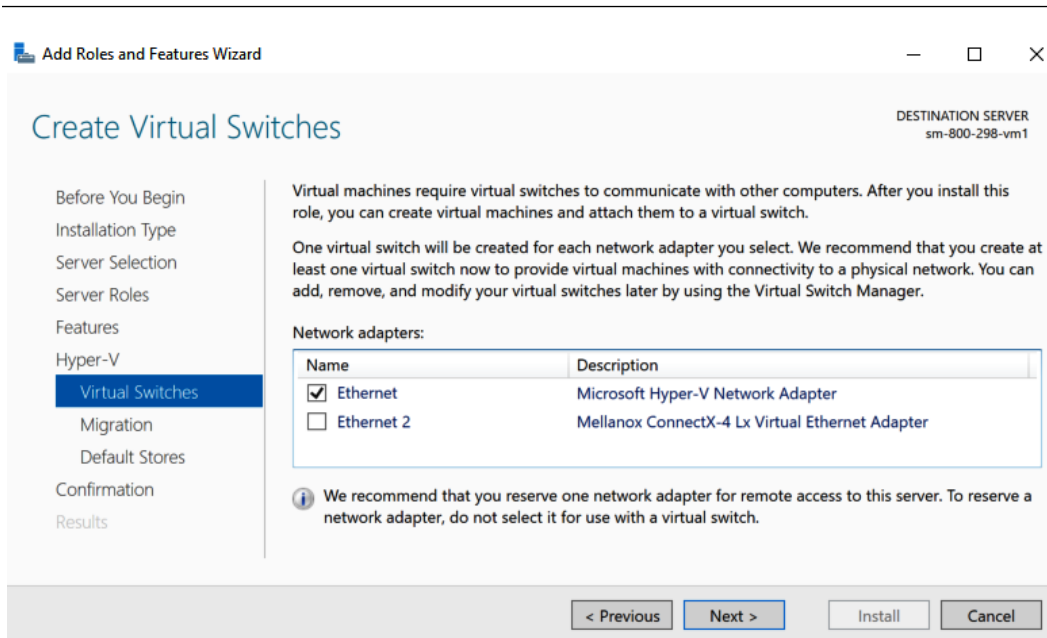 Add Roles and Features Wizard
Create Virtual Switches
DESTINATION SERVER
sm-800-298-vm1
Before You Begin
Installation Type
Server Selection
Server Roles
Features
Hyper-V
Virtual Switches
Migration
Default Stores
Confirmation
Results
Virtual machines require virtual switches to communicate with other computers. After you install this
role, you can create virtual machines and attach them to a virtual switch.
One virtual switch will be created for each network adapter you select. We recommend that you create at
least one virtual switch now to provide virtual machines with connectivity to a physical network. You can
add, remove, and modify your virtual switches later by using the Virtual Switch Manager.
Network adapters:
Name Description
Ethernet Microsoft Hyper-V Network Adapter
Ethernet 2 Mellanox ConnectX-4 Lx Virtual Ethernet Adapter
We recommend that you reserve one network adapter for remote access to this server. To reserve a
network adapter, do not select it for use with a virtual switch.
< Previous Next > Install Cancel